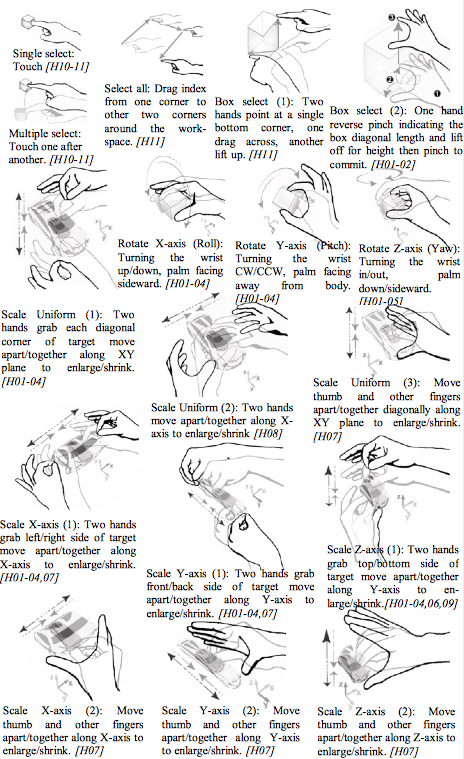 Single select:
Touch [H10-11]
Multiple select:
Touch one after
another. [H10-11]
Select all: Drag index
from one corner to
other two corners
around the work-
space. [H11]
Box select (1): Two
hands point at a single
bottom corner, one
drag across, another
lift up. [H11]
Box select (2): One hand
reverse pinch indicating the
box diagonal length and lift
off for height then pinch to
commit. [H01-02]
Rotate X-axis (Roll):
Turning the wrist
up/down, palm facing
sideward. [H01-04]
Rotate Y-axis (Pitch):
Turning the wrist
CW/CCW, palm facing
away from body.
[H01-04]
Rotate Z-axis (Yaw):
Turning the wrist
in/out, palm
down/sideward.
[H01-05]
Scale Uniform (1): Two
hands grab each diagonal
corner of target move
apart/together along XY
plane to enlarge/shrink.
[H01-04]
Scale Uniform (2): Two hands
move apart/together along X-
axis to enlarge/shrink [H08]
Scale Uniform (3): Move
thumb and other fingers
apart/together diagonally along
XY plane to enlarge/shrink.
[H07]
Scale X-axis (1): Two hands
grab left/right side of target
move apart/together along
X-axis to enlarge/shrink.
[H01-04,07]
Scale Y-axis (1): Two hands grab
front/back side of target move
apart/together along Y-axis to
enlarge/shrink. [H01-04,07]
Scale Z-axis (1): Two hands
grab top/bottom side of
target move apart/together
along Y-axis to en-
large/shrink.[H01-04,06,09]
Scale X-axis (2): Move
thumb and other fingers
apart/together along X-axis to
enlarge/shrink. [H07]
Scale Y-axis (2): Move
thumb and other fingers
apart/together along Y-axis
to enlarge/shrink. [H07]
Scale Z-axis (2): Move
thumb and other fingers
apart/together along Z-axis to
enlarge/shrink. [H07]